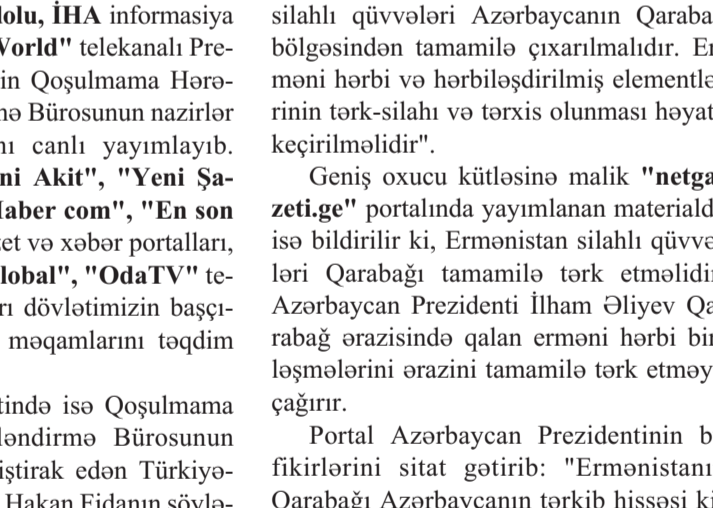 lolu, İHA informasiya
World" telekanalı Pre-
in Qoşulmama Hərə-
nə Bürosunun nazirlər
nı canlı yayımlayıb.
ni Akit", "Yeni Şa-
Haber com", "En son
zet və xəbər portalları,
lobal", "OdaTV" te-
rı dövlətimizin başçı-
məqamlarını təqdim
tində isə Qoşulmama
ləndirmə Bürosunun
iştirak edən Türkiyə-
Hakan Fidanın söylə-
silahlı qüvvələri Azərbaycanın Qaraba
bölgəsindən tamamilə çıxarılmalıdır. Er
məni hərbi və hərbiləşdirilmiş elementlə
rinin tərk-silahı və tərxis olunması həyat
keçirilməlidir".
Geniş oxucu kütləsinə malik "netga
zeti.ge" portalında yayımlanan materiald
isə bildirilir ki, Ermənistan silahlı qüvvə
ləri Qarabağı tamamilə tərk etməlidir
Azərbaycan Prezidenti İlham Əliyev Qa
rabağ ərazisində qalan erməni hərbi bir
ləşmələrini ərazini tamamilə tərk etməy
çağırır.
Portal Azərbaycan Prezidentinin b
fikirlərini sitat gətirib: "Ermənistanı
Qarabağı Azərbaycanın tərkib hissəsi ki